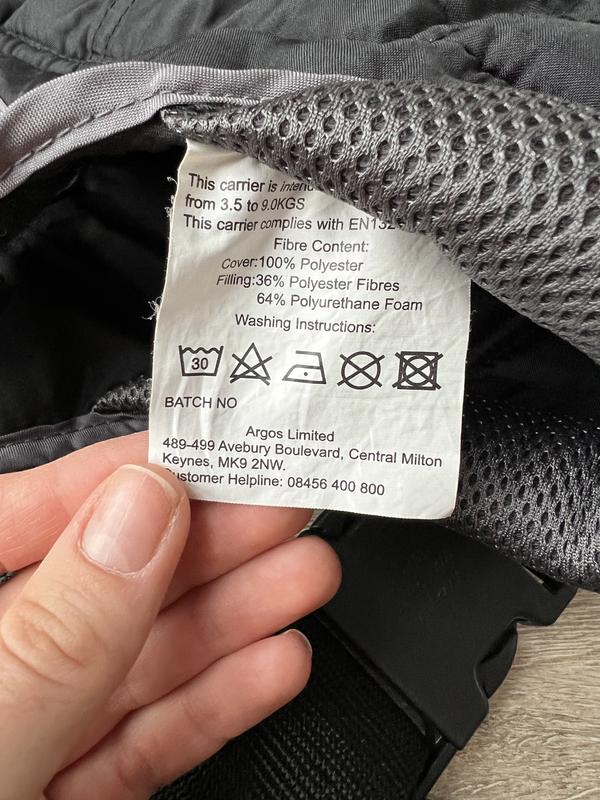 This carrier is
from 3.5 to 9.0KGS
This carrier complies with
Fibre Content:
Cover:100% Polyester
Filling:36% Polyester Fibres
64% Polyurethane Foam
Washing Instructions:
30
BATCH NO
Argos Limited
489-499 Avebury Boulevard, Central Milton
Keynes, MK9 2NW.
Helpline: 08456 400 800